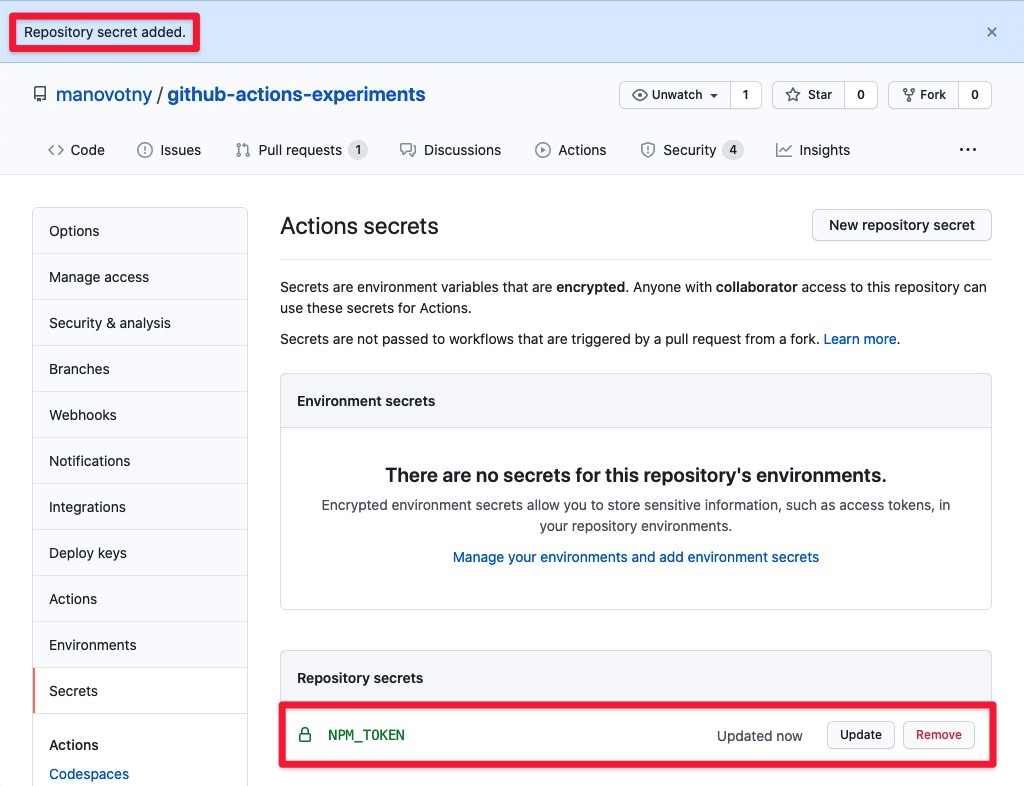 Repository secret added.
manovotny / github-actions-experiments
Unwatch 1 Star 0 Fork 0
Code Issues Pull requests 1 Discussions Actions Security 4 Insights
Options
Manage access
Security & analysis
Branches
Webhooks
Notifications
Integrations
Deploy keys
Actions
Environments
Secrets
Actions
Codespaces
Actions secrets
New repository secret
Secrets are environment variables that are encrypted. Anyone with collaborator access to this repository can
use these secrets for Actions.
Secrets are not passed to workflows that are triggered by a pull request from a fork. Learn more.
Environment secrets
There are no secrets for this repository's environments.
Encrypted environment secrets allow you to store sensitive information, such as access tokens, in
your repository environments.
Manage your environments and add environment secrets
Repository secrets
NPM_TOKEN Updated now Update Remove